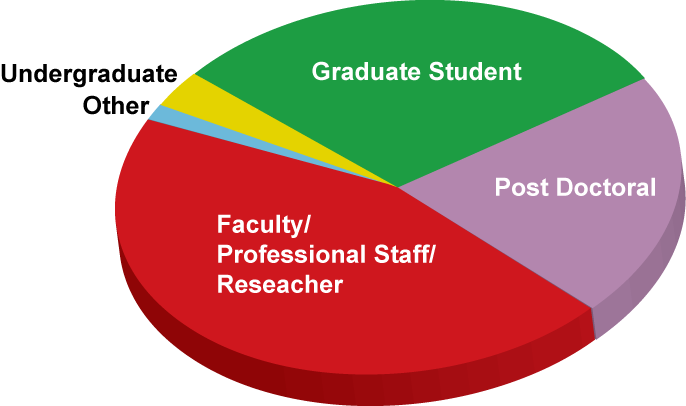 Graduate Student
Undergraduate
Other
Post Doctoral
Faculty/
Professional Staff/
Reseacher